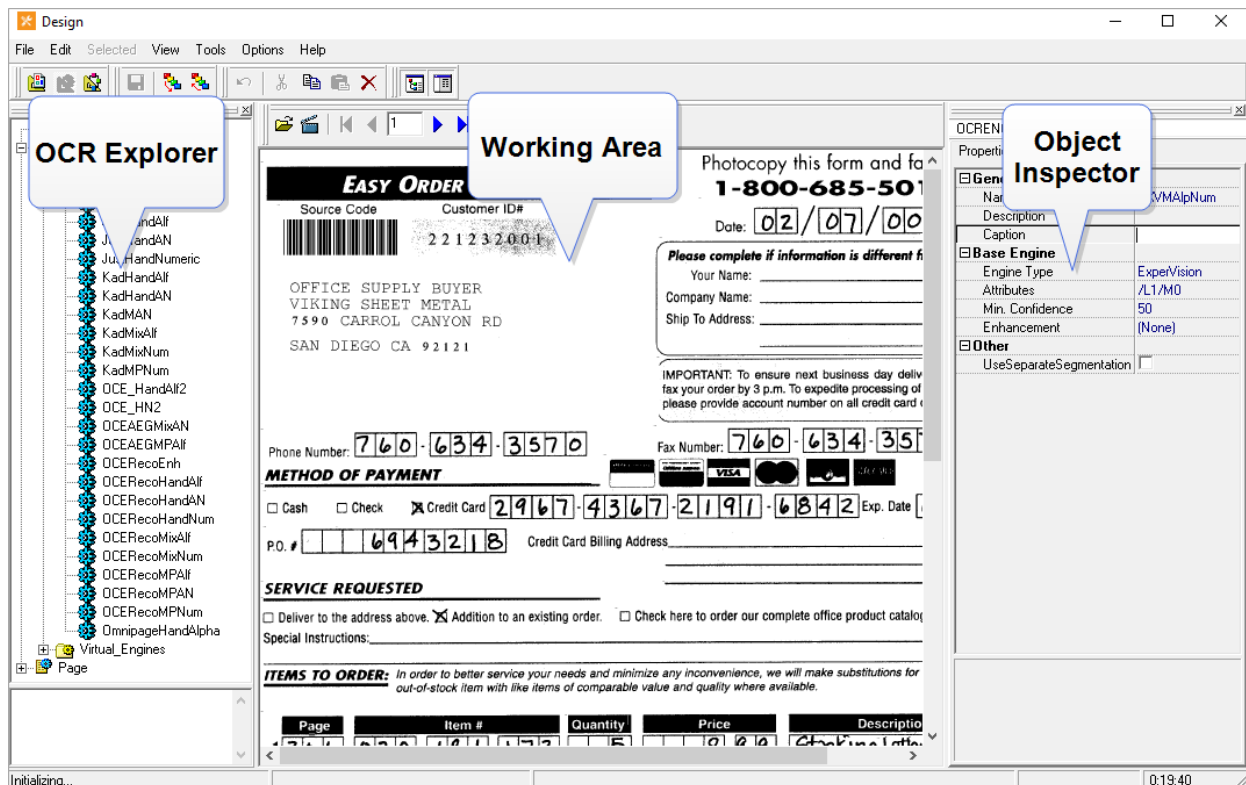 Design
File Edit Selected View Tools Options Help
OCR Explorer
JustHandNumeric
KadHandAlf
KadHandAN
KadMAN
KadMixAlf
KadMixNum
KadMPNum
OCE_HandAlf2
OCE_HN2
OCEAEGMixAN
OCEAEGMPAlf
OCERecoEnh
OCERecoHandAlf
OCERecoHandAN
OCERecoHandNum
OCERecoMixAlf
OCERecoMixNum
OCERecoMPAlf
OCERecoMPAN
OCERecoMPNum
OmnipageHandAlpha
Virtual_Engines
Page
1
Working Area
EASY ORDER
Source Code Customer ID#
221232001
OFFICE SUPPLY BUYER
VIKING SHEET METAL
7590 CARROL CANYON RD
SAN DIEGO CA 92121
Photocopy this form and fa
1-800-685-501
Date: 02/07/00
Please complete if information is different f
Your Name:
Company Name:
Ship To Address:
IMPORTANT: To ensure next business day deliv
fax your order by 3 p.m. To expedite processing of
please provide account number on all credit card
Phone Number: 760-634-3570 Fax Number: 760-634-35
METHOD OF PAYMENT
VISA
Cash Check Credit Card 2967-4367-2191-6842 Exp. Date
P.O. # 6943218 Credit Card Billing Address
SERVICE REQUESTED
Deliver to the address above. Addition to an existing order. Check here to order our complete office product catalog
Special Instructions:
ITEMS TO ORDER: In order to better service your needs and minimize any inconvenience, we will make substitutions for
out-of-stock item with like items of comparable value and quality where available.
Page Item # Quantity Price Descriptio
5
OCREN
Object
Inspector
Properti
Gene
Na VMAlpNum
Description
Caption
Base Engine
Engine Type ExperVision
Attributes /L1/M0
Min. Confidence 50
Enhancement (None)
Other
UseSeparateSegmentation
Initializing...
0:19:40